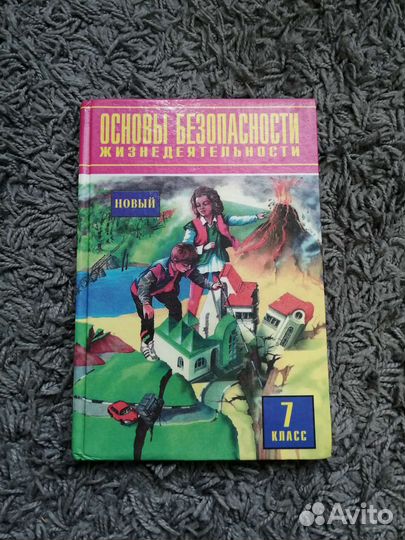 ОСНОВЫ БЕЗОПАСНОСТИ
ЖИЗНЕДЕЯТЕЛЬНОСТИ
НОВЫЙ
7
КЛАСС
Avito